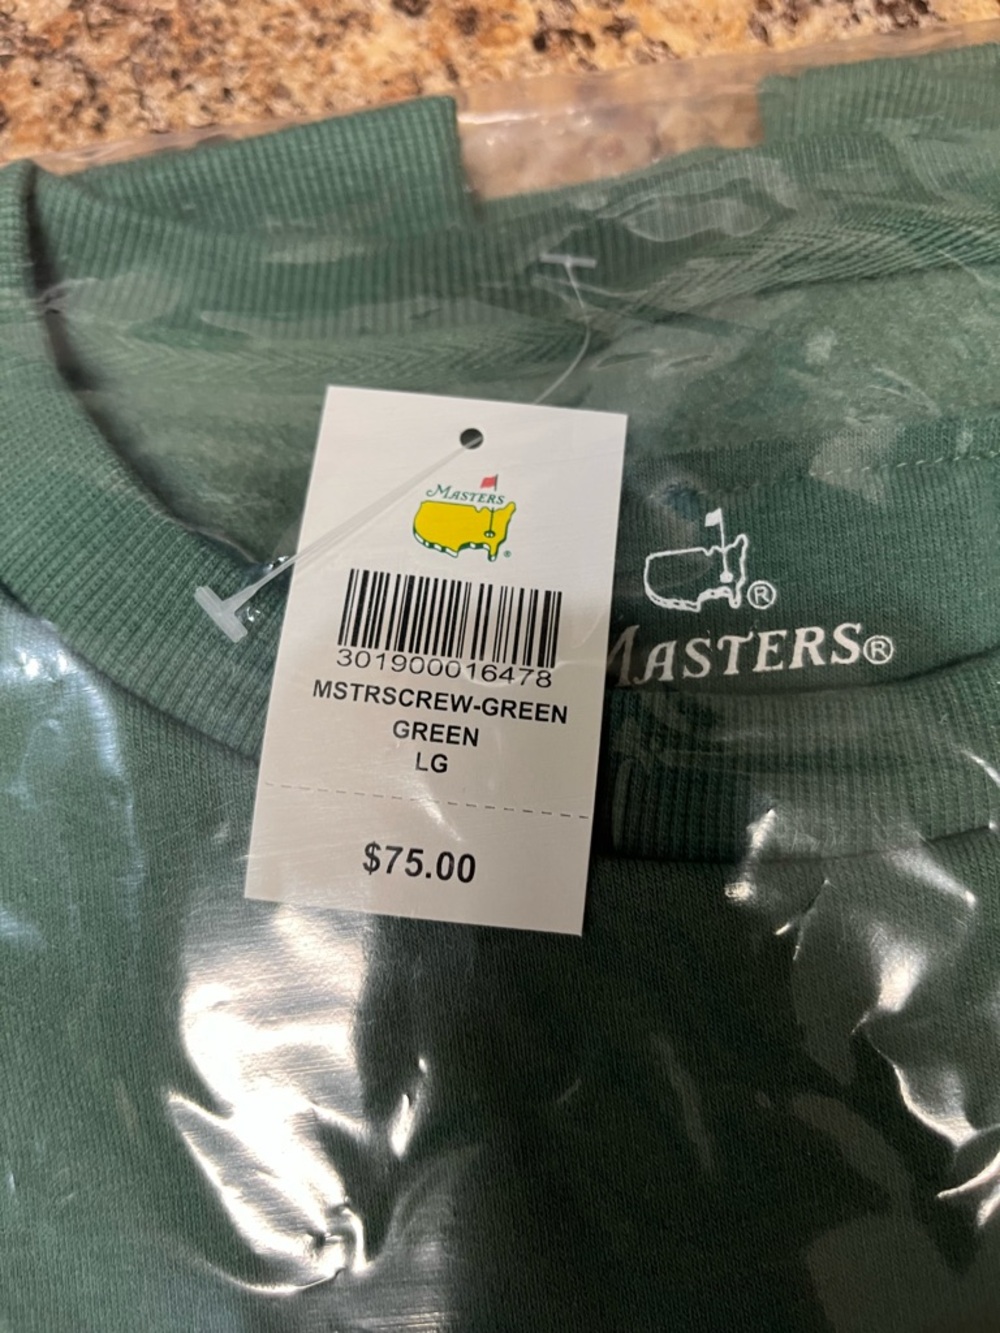 MASTERS
®
301900016478
MSTRSCREW-GREEN
GREEN
LG
$75.00
®
MASTERS®